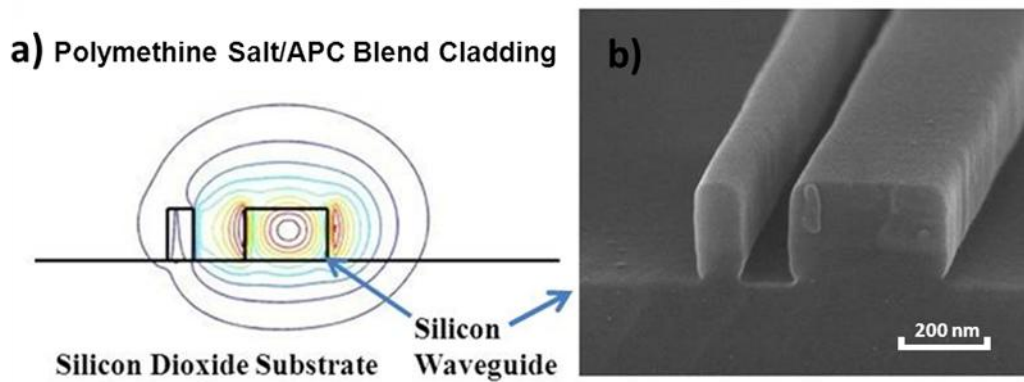 a) Polymethine Salt/APC Blend Cladding
b)
Silicon
Waveguide
Silicon Dioxide Substrate
200 nm